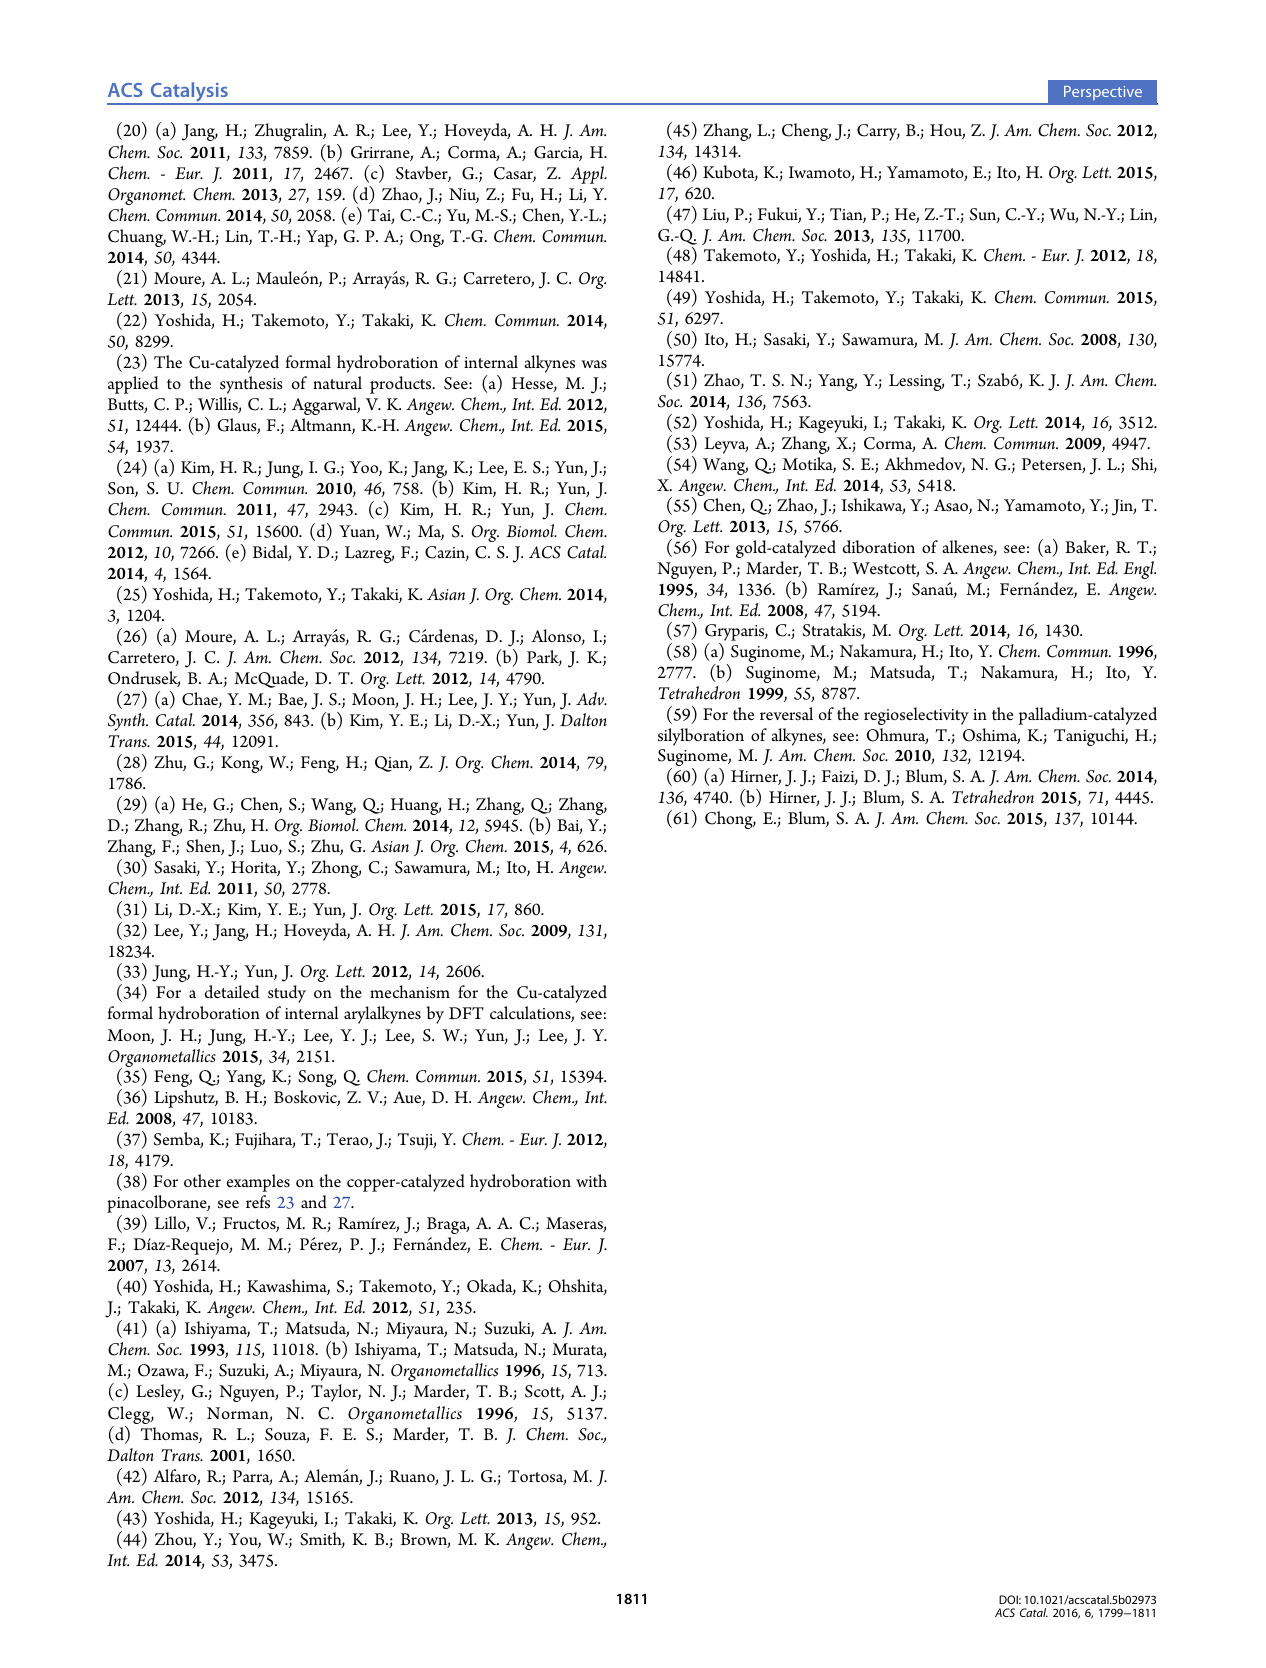 ACS Catalysis
Perspective
(20) (a) Jang, H.; Zhugralin, A. R.; Lee, Y.; Hoveyda, A. H. J. Am.
Chem. Soc. 2011, 133, 7859. (b) Grirrane, A.; Corma, A.; Garcia, H.
Chem. - Eur. J. 2011, 17, 2467. (c) Stavber, G.; Casar, Z. Appl.
Organomet. Chem. 2013, 27, 159. (d) Zhao, J.; Niu, Z.; Fu, H.; Li, Y.
Chem. Commun. 2014, 50, 2058. (e) Tai, C.-C.; Yu, M.-S.; Chen, Y.-L.;
Chuang, W.-H.; Lin, T.-H.; Yap, G. P. A.; Ong, T.-G. Chem. Commun.
2014, 50, 4344.
(21) Moure, A. L.; Mauleón, P.; Arrayás, R. G.; Carretero, J. C. Org.
Lett. 2013, 15, 2054.
(22) Yoshida, H.; Takemoto, Y.; Takaki, K. Chem. Commun. 2014,
50, 8299.
(23) The Cu-catalyzed formal hydroboration of internal alkynes was
applied to the synthesis of natural products. See: (a) Hesse, M. J.;
Butts, C. P.; Willis, C. L.; Aggarwal, V. K. Angew. Chem., Int. Ed. 2012,
51, 12444. (b) Glaus, F.; Altmann, K.-H. Angew. Chem., Int. Ed. 2015,
54, 1937.
(24) (a) Kim, H. R.; Jung, I. G.; Yoo, K.; Jang, K.; Lee, E. S.; Yun, J.;
Son, S. U. Chem. Commun. 2010, 46, 758. (b) Kim, H. R.; Yun, J.
Chem. Commun. 2011, 47, 2943. (c) Kim, H. R.; Yun, J. Chem.
Commun. 2015, 51, 15600. (d) Yuan, W.; Ma, S. Org. Biomol. Chem.
2012, 10, 7266. (e) Bidal, Y. D.; Lazreg, F.; Cazin, C. S. J. ACS Catal.
2014, 4, 1564.
(25) Yoshida, H.; Takemoto, Y.; Takaki, K. Asian J. Org. Chem. 2014,
3, 1204.
(26) (a) Moure, A. L.; Arrayás, R. G.; Cárdenas, D. J.; Alonso, I.;
Carretero, J. C. J. Am. Chem. Soc. 2012, 134, 7219. (b) Park, J. K.;
Ondrusek, B. A.; McQuade, D. T. Org. Lett. 2012, 14, 4790.
(27) (a) Chae, Y. M.; Bae, J. S.; Moon, J. H.; Lee, J. Y.; Yun, J. Adv.
Synth. Catal. 2014, 356, 843. (b) Kim, Y. E.; Li, D.-X.; Yun, J. Dalton
Trans. 2015, 44, 12091.
(28) Zhu, G.; Kong, W.; Feng, H.; Qian, Z. J. Org. Chem. 2014, 79,
1786.
(29) (a) He, G.; Chen, S.; Wang, Q.; Huang, H.; Zhang, Q.; Zhang,
D.; Zhang, R.; Zhu, H. Org. Biomol. Chem. 2014, 12, 5945. (b) Bai, Y.;
Zhang, F.; Shen, J.; Luo, S.; Zhu, G. Asian J. Org. Chem. 2015, 4, 626.
(30) Sasaki, Y.; Horita, Y.; Zhong, C.; Sawamura, M.; Ito, H. Angew.
Chem., Int. Ed. 2011, 50, 2778.
(31) Li, D.-X.; Kim, Y. E.; Yun, J. Org. Lett. 2015, 17, 860.
(32) Lee, Y.; Jang, H.; Hoveyda, A. H. J. Am. Chem. Soc. 2009, 131,
18234.
(33) Jung, H.-Y.; Yun, J. Org. Lett. 2012, 14, 2606.
(34) For a detailed study on the mechanism for the Cu-catalyzed
formal hydroboration of internal arylalkynes by DFT calculations, see:
Moon, J. H.; Jung, H.-Y.; Lee, Y. J.; Lee, S. W.; Yun, J.; Lee, J. Y.
Organometallics 2015, 34, 2151.
(35) Feng, Q.; Yang, K.; Song, Q. Chem. Commun. 2015, 51, 15394.
(36) Lipshutz, B. H.; Boskovic, Z. V.; Aue, D. H. Angew. Chem., Int.
Ed. 2008, 47, 10183.
(37) Semba, K.; Fujihara, T.; Terao, J.; Tsuji, Y. Chem. - Eur. J. 2012,
18, 4179.
(38) For other examples on the copper-catalyzed hydroboration with
pinacolborane, see refs 23 and 27.
(39) Lillo, V.; Fructos, M. R.; Ramírez, J.; Braga, A. A. C.; Maseras,
F.; Díaz-Requejo, M. M.; Pérez, P. J.; Fernández, E. Chem. - Eur. J.
2007, 13, 2614.
(40) Yoshida, H.; Kawashima, S.; Takemoto, Y.; Okada, K.; Ohshita,
J.; Takaki, K. Angew. Chem., Int. Ed. 2012, 51, 235.
(41) (a) Ishiyama, T.; Matsuda, N.; Miyaura, N.; Suzuki, A. J. Am.
Chem. Soc. 1993, 115, 11018. (b) Ishiyama, T.; Matsuda, N.; Murata,
M.; Ozawa, F.; Suzuki, A.; Miyaura, N. Organometallics 1996, 15, 713.
(c) Lesley, G.; Nguyen, P.; Taylor, N. J.; Marder, T. B.; Scott, A. J.;
Clegg, W.; Norman, N. C. Organometallics 1996, 15, 5137.
(d) Thomas, R. L.; Souza, F. E. S.; Marder, T. B. J. Chem. Soc.,
Dalton Trans. 2001, 1650.
(42) Alfaro, R.; Parra, A.; Alemán, J.; Ruano, J. L. G.; Tortosa, M. J.
Am. Chem. Soc. 2012, 134, 15165.
(43) Yoshida, H.; Kageyuki, I.; Takaki, K. Org. Lett. 2013, 15, 952.
(44) Zhou, Y.; You, W.; Smith, K. B.; Brown, M. K. Angew. Chem.,
Int. Ed. 2014, 53, 3475.
(45) Zhang, L.; Cheng, J.; Carry, B.; Hou, Z. J. Am. Chem. Soc. 2012,
134, 14314.
(46) Kubota, K.; Iwamoto, H.; Yamamoto, E.; Ito, H. Org. Lett. 2015,
17, 620.
(47) Liu, P.; Fukui, Y.; Tian, P.; He, Z.-T.; Sun, C.-Y.; Wu, N.-Y.; Lin,
G.-Q. J. Am. Chem. Soc. 2013, 135, 11700.
(48) Takemoto, Y.; Yoshida, H.; Takaki, K. Chem. - Eur. J. 2012, 18,
14841.
(49) Yoshida, H.; Takemoto, Y.; Takaki, K. Chem. Commun. 2015,
51, 6297.
(50) Ito, H.; Sasaki, Y.; Sawamura, M. J. Am. Chem. Soc. 2008, 130,
15774.
(51) Zhao, T. S. N.; Yang, Y.; Lessing, T.; Szabó, K. J. J. Am. Chem.
Soc. 2014, 136, 7563.
(52) Yoshida, H.; Kageyuki, I.; Takaki, K. Org. Lett. 2014, 16, 3512.
(53) Leyva, A.; Zhang, X.; Corma, A. Chem. Commun. 2009, 4947.
(54) Wang, Q.; Motika, S. E.; Akhmedov, N. G.; Petersen, J. L.; Shi,
X. Angew. Chem., Int. Ed. 2014, 53, 5418.
(55) Chen, Q.; Zhao, J.; Ishikawa, Y.; Asao, N.; Yamamoto, Y.; Jin, T.
Org. Lett. 2013, 15, 5766.
(56) For gold-catalyzed diboration of alkenes, see: (a) Baker, R. T.;
Nguyen, P.; Marder, T. B.; Westcott, S. A. Angew. Chem., Int. Ed. Engl.
1995, 34, 1336. (b) Ramírez, J.; Sanaú, M.; Fernández, E. Angew.
Chem., Int. Ed. 2008, 47, 5194.
(57) Gryparis, C.; Stratakis, M. Org. Lett. 2014, 16, 1430.
(58) (a) Suginome, M.; Nakamura, H.; Ito, Y. Chem. Commun. 1996,
2777. (b) Suginome, M.; Matsuda, T.; Nakamura, H.; Ito, Y.
Tetrahedron 1999, 55, 8787.
(59) For the reversal of the regioselectivity in the palladium-catalyzed
silylboration of alkynes, see: Ohmura, T.; Oshima, K.; Taniguchi, H.;
Suginome, M. J. Am. Chem. Soc. 2010, 132, 12194.
(60) (a) Hirner, J. J.; Faizi, D. J.; Blum, S. A. J. Am. Chem. Soc. 2014,
136, 4740. (b) Hirner, J. J.; Blum, S. A. Tetrahedron 2015, 71, 4445.
(61) Chong, E.; Blum, S. A. J. Am. Chem. Soc. 2015, 137, 10144.
1811
DOI: 10.1021/acscatal.5b02973
ACS Catal. 2016, 6, 1799−1811